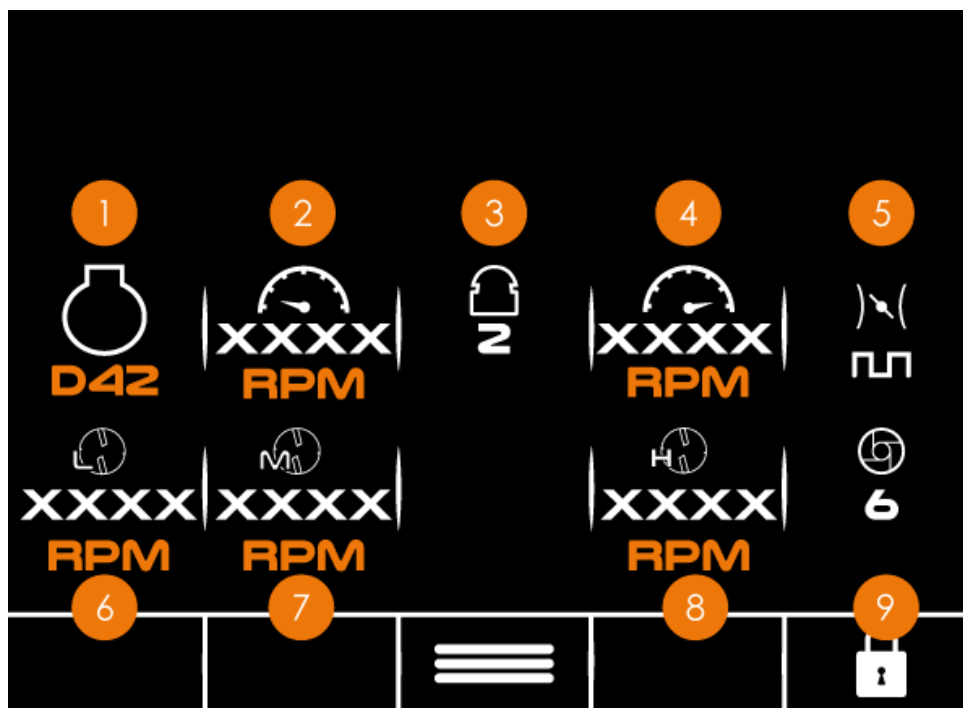 1 2 3 4 5
XXXX 2 XXXX
D42 RPM RPM
L M H
XXXX XXXX XXXX 6
RPM RPM RPM
6 7 8 9